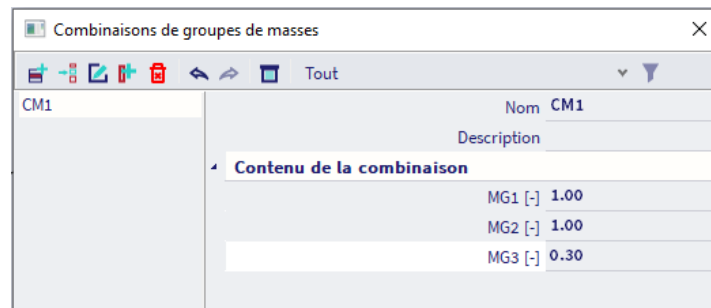 Combinaisons de groupes de masses
Tout
CM1
Nom CM1
Description
Contenu de la combinaison
MG1 [-] 1.00
MG2 [-] 1.00
MG3 [-] 0.30